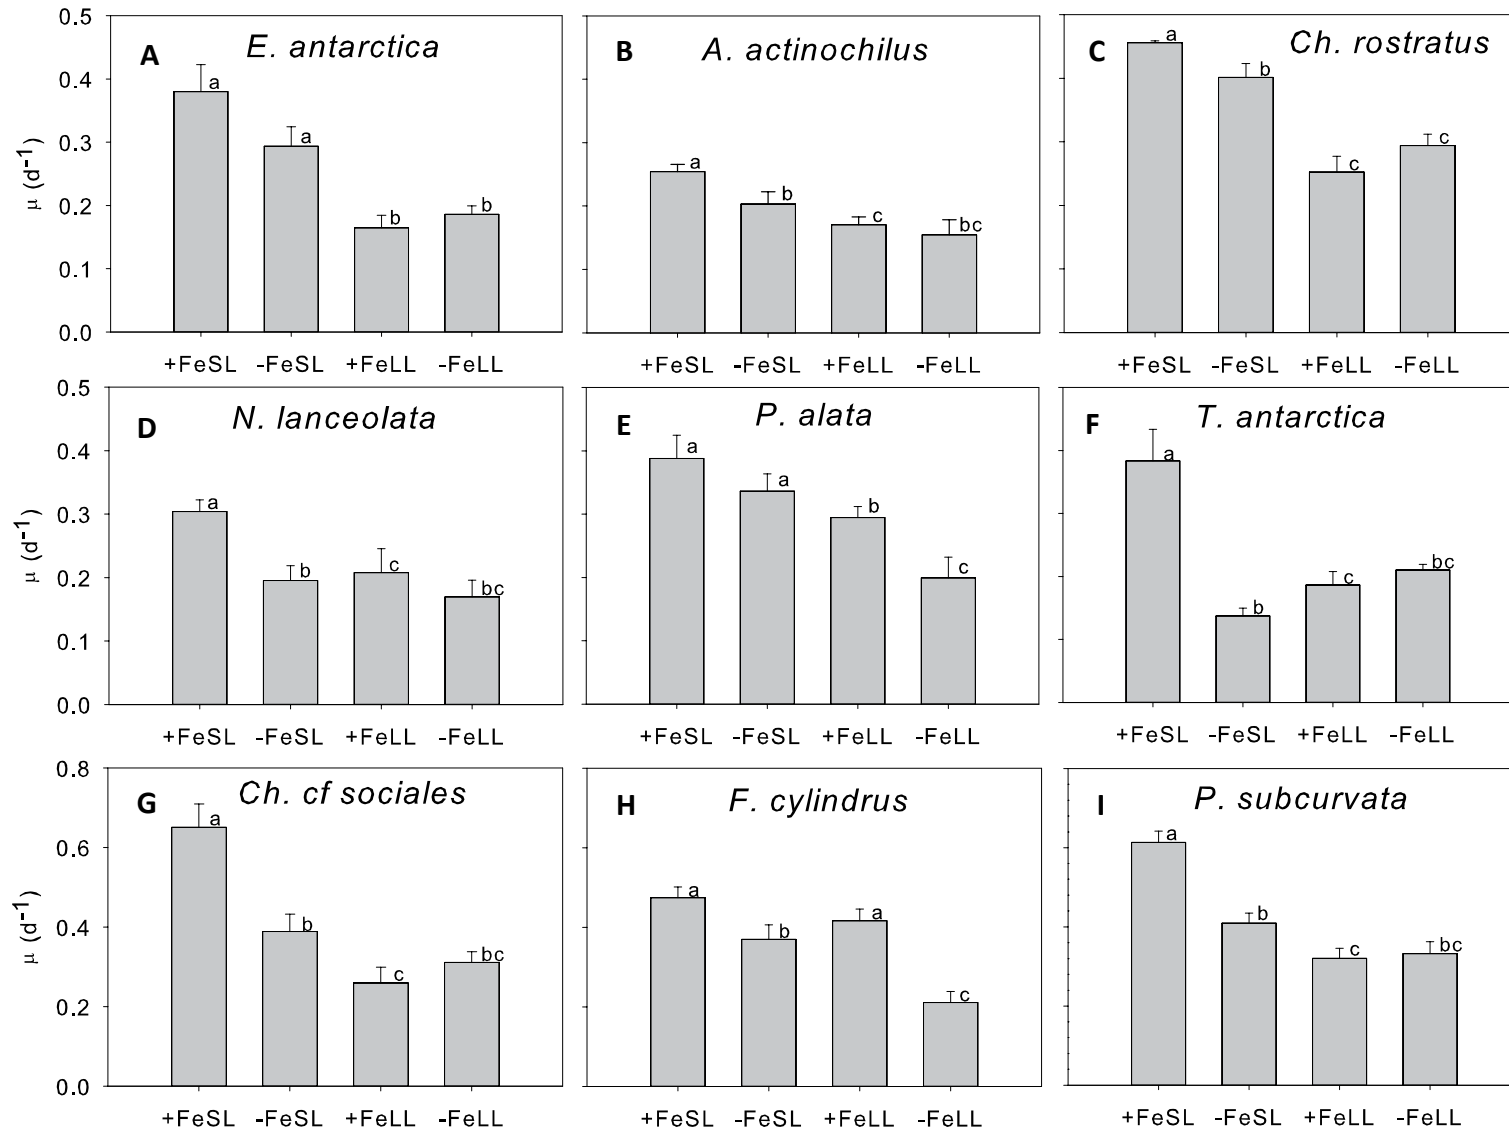 A E. antarctica
B A. actinochilus
C Ch. rostratus
μ (d⁻¹)
0.5
0.4
0.3
0.2
0.1
0.0
a a b b
a b c bc
a b c c
+FeSL -FeSL +FeLL -FeLL
+FeSL -FeSL +FeLL -FeLL
+FeSL -FeSL +FeLL -FeLL
D N. lanceolata
E P. alata
F T. antarctica
μ (d⁻¹)
0.5
0.4
0.3
0.2
0.1
0.0
a b c bc
a a b c
a b c bc
+FeSL -FeSL +FeLL -FeLL
+FeSL -FeSL +FeLL -FeLL
+FeSL -FeSL +FeLL -FeLL
G Ch. cf sociales
H F. cylindrus
I P. subcurvata
μ (d⁻¹)
0.8
0.6
0.4
0.2
0.0
a b c bc
a b a c
a b c bc
+FeSL -FeSL +FeLL -FeLL
+FeSL -FeSL +FeLL -FeLL
+FeSL -FeSL +FeLL -FeLL